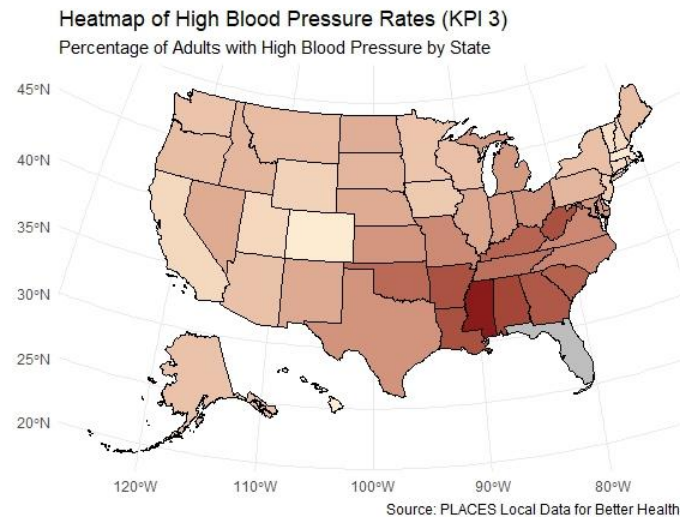 Heatmap of High Blood Pressure Rates (KPI 3)
Percentage of Adults with High Blood Pressure by State
45°N
40°N
35°N
30°N
25°N
20°N
120°W 110°W 100°W 90°W 80°W
Source: PLACES Local Data for Better Health